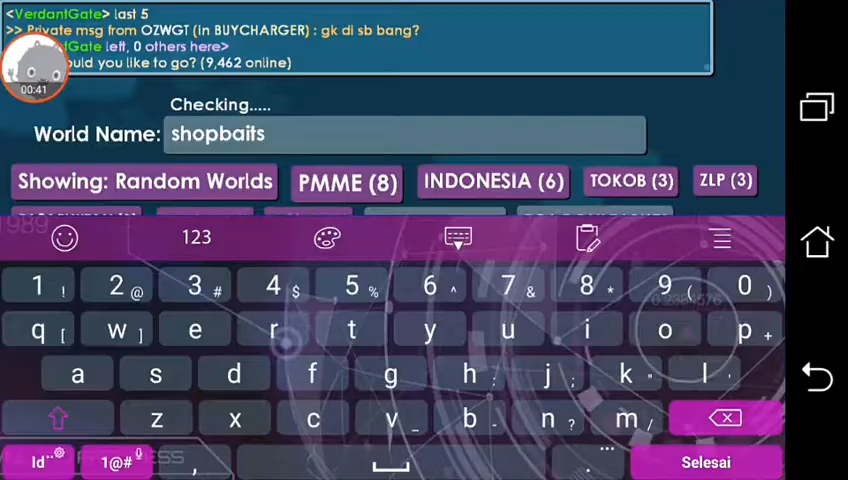 <VerdantGate> last 5
>> Private msg from OZWGT (in BUYCHARGER) : gk di sb bang?
Gate left, 0 others here>
ould you like to go? (9,462 online)
00:41
Checking.....
World Name: shopbaits
Showing: Random Worlds PMME (8) INDONESIA (6) TOKOB (3) ZLP (3)
1989
123
1 ! 2 @ 3 # 4 $ 5 % 6 ^ 7 & 8 * 9 ( 0 )
q [ w ] e r t y u i o p +
a s d f g h : j ; k " l '
z x c v _ b - n ? m /
Id 1@# , . ... Selesai